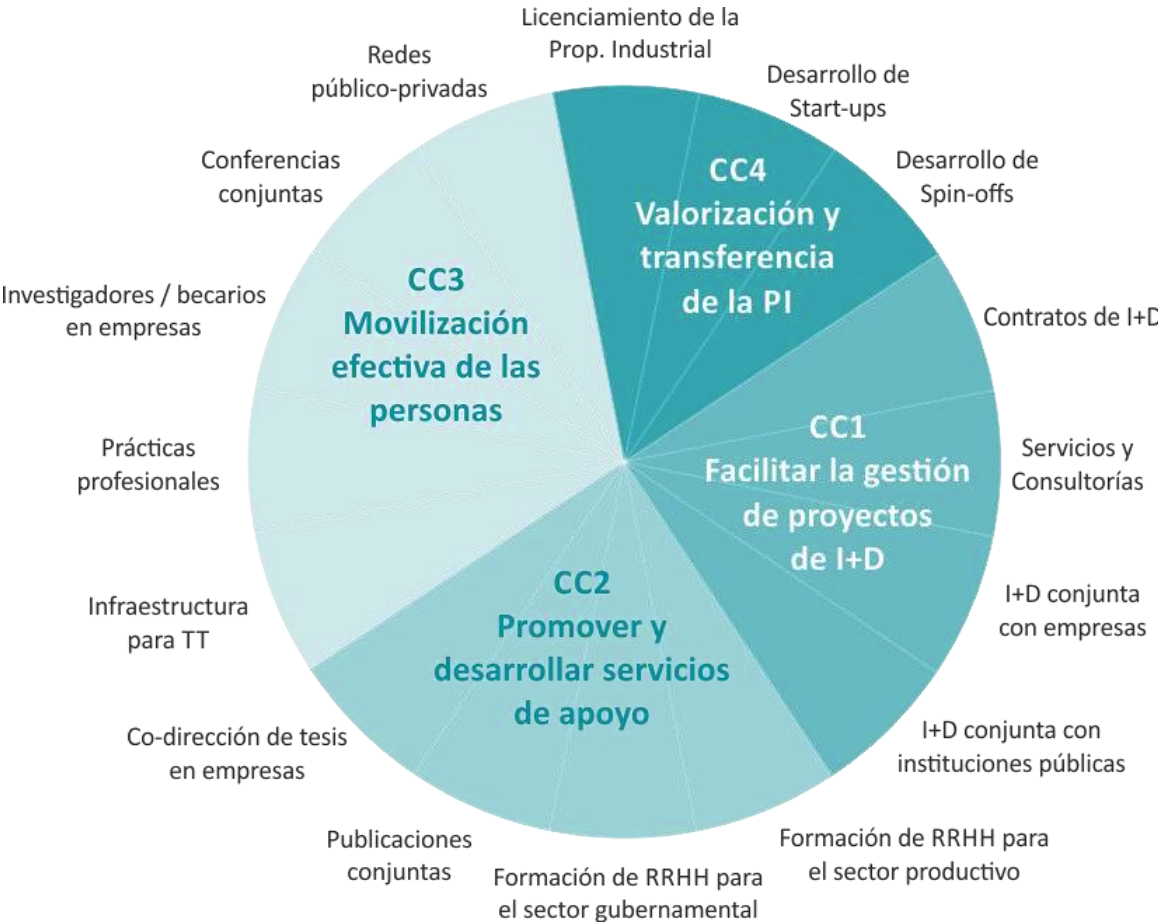 Licenciamiento de la
Prop. Industrial
Desarrollo de
Start-ups
Desarrollo de
Spin-offs
Contratos de I+D
Servicios y
Consultorías
I+D conjunta
con empresas
I+D conjunta con
instituciones públicas
Formación de RRHH para
el sector productivo
Formación de RRHH para
el sector gubernamental
Publicaciones
conjuntas
Co-dirección de tesis
en empresas
Infraestructura
para TT
Prácticas
profesionales
Investigadores / becarios
en empresas
Conferencias
conjuntas
Redes
público-privadas
CC4
Valorización y
transferencia
de la PI
CC1
Facilitar la gestión
de proyectos
de I+D
CC2
Promover y
desarrollar servicios
de apoyo
CC3
Movilización
efectiva de las
personas